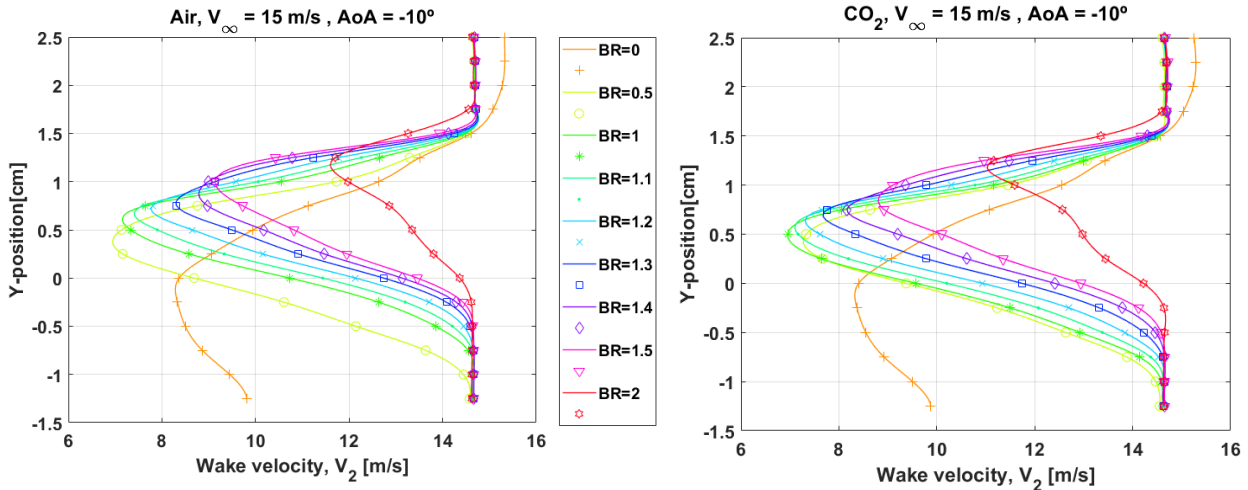 Air, V∞ = 15 m/s , AoA = -10º
Y-position[cm]
2.5
2
1.5
1
0.5
0
-0.5
-1
-1.5
6 8 10 12 14 16
Wake velocity, V2 [m/s]
BR=0
BR=0.5
BR=1
BR=1.1
BR=1.2
BR=1.3
BR=1.4
BR=1.5
BR=2
CO2, V∞ = 15 m/s , AoA = -10º
Y-position[cm]
2.5
2
1.5
1
0.5
0
-0.5
-1
-1.5
6 8 10 12 14 16
Wake velocity, V2 [m/s]